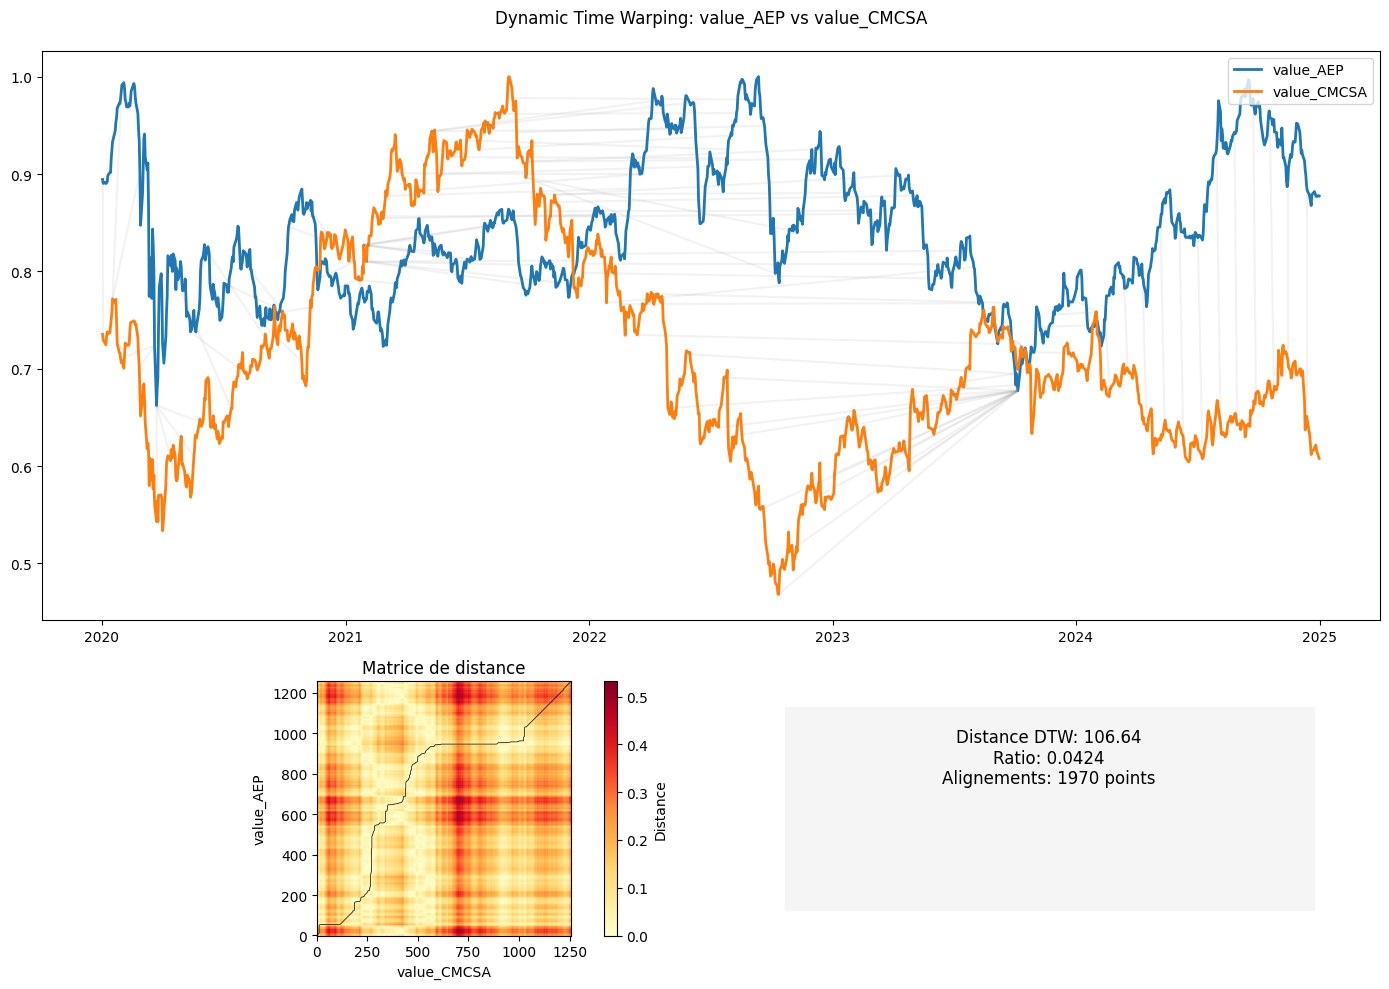 Dynamic Time Warping: value_AEP vs value_CMCSA
value_AEP
value_CMCSA
1.0
0.9
0.8
0.7
0.6
0.5
2020 2021 2022 2023 2024 2025
Matrice de distance
value_AEP
1200
1000
800
600
400
200
0
0 250 500 750 1000 1250
value_CMCSA
0.5
0.4
0.3
0.2
0.1
0.0
Distance
Distance DTW: 106.64
Ratio: 0.0424
Alignements: 1970 points